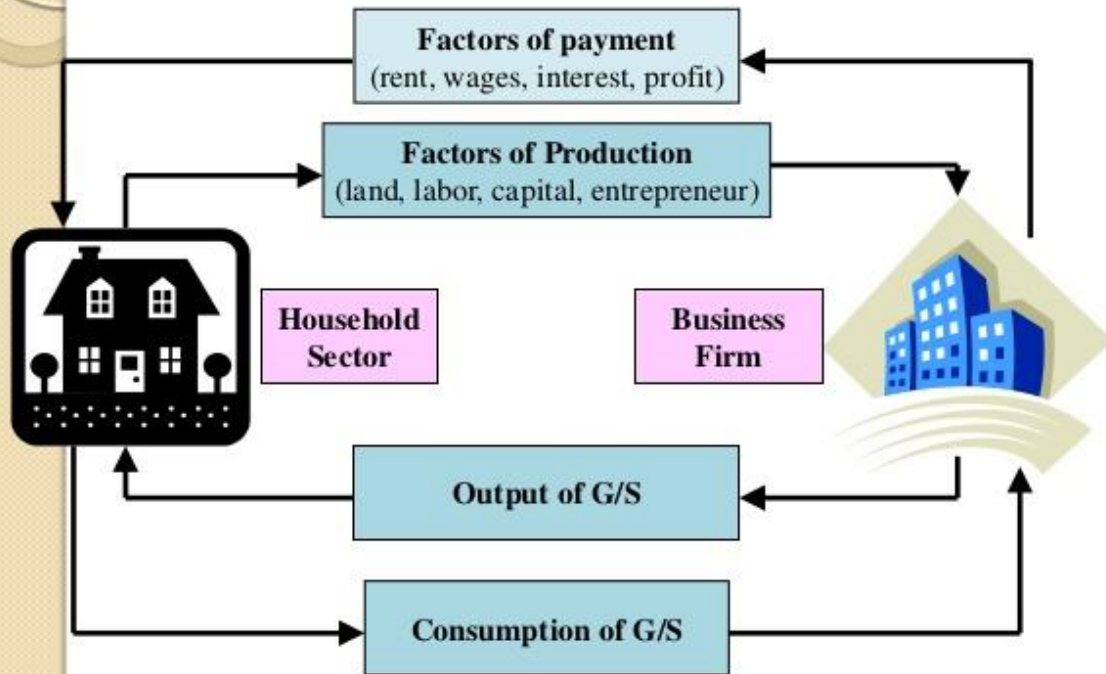 Factors of payment
(rent, wages, interest, profit)
Factors of Production
(land, labor, capital, entrepreneur)
Household
Sector
Business
Firm
Output of G/S
Consumption of G/S